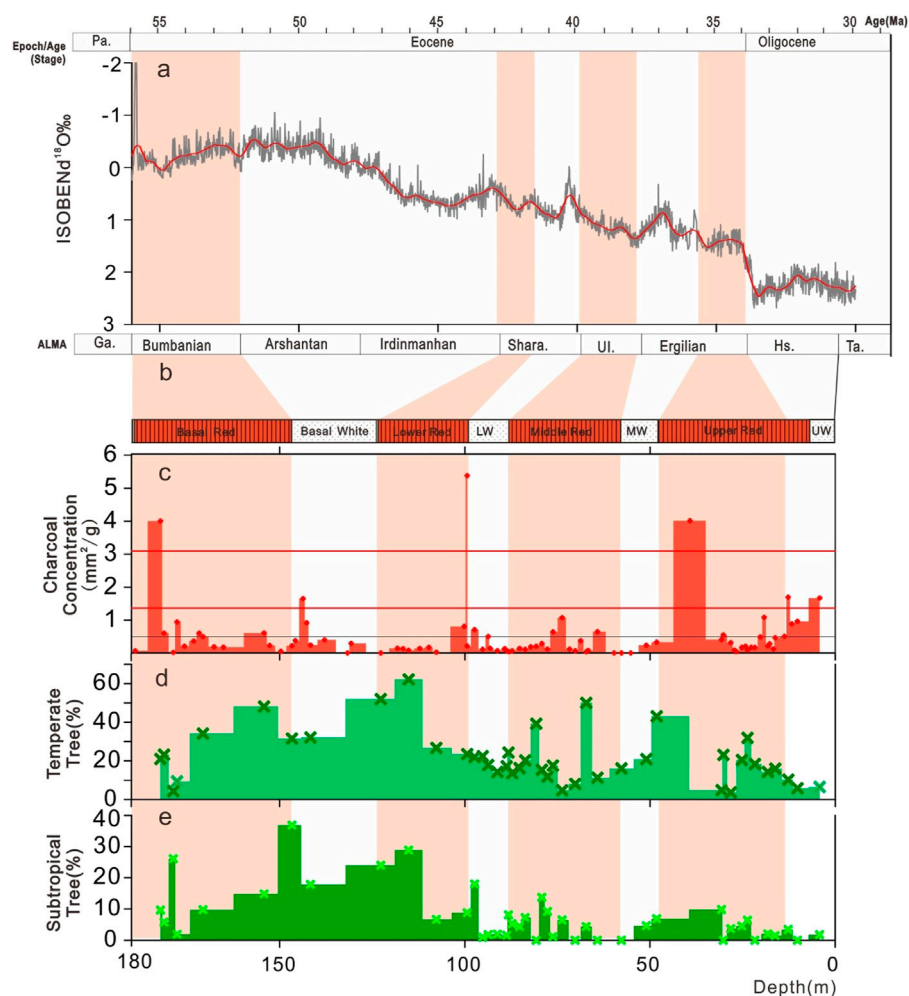 55 50 45 40 35 30 Age(Ma)
Epoch/Age
(Stage)
Pa. Eocene Oligocene
a
-2
-1
0
1
2
3
ISOBENd¹⁸O‰
ALMA Ga. Bumbanian Arshantan Irdinmanhan Shara. Ul. Ergilian Hs. Ta.
b
Basal Red Basal White Lower Red LW Middle Red MW Upper Red UW
c
6
5
4
3
2
1
Charcoal
Concentration
(mm²/g)
d
60
40
20
0
Temperate
Tree(%)
e
40
30
20
10
0
Subtropical
Tree(%)
180 150 100 50 0
Depth(m)